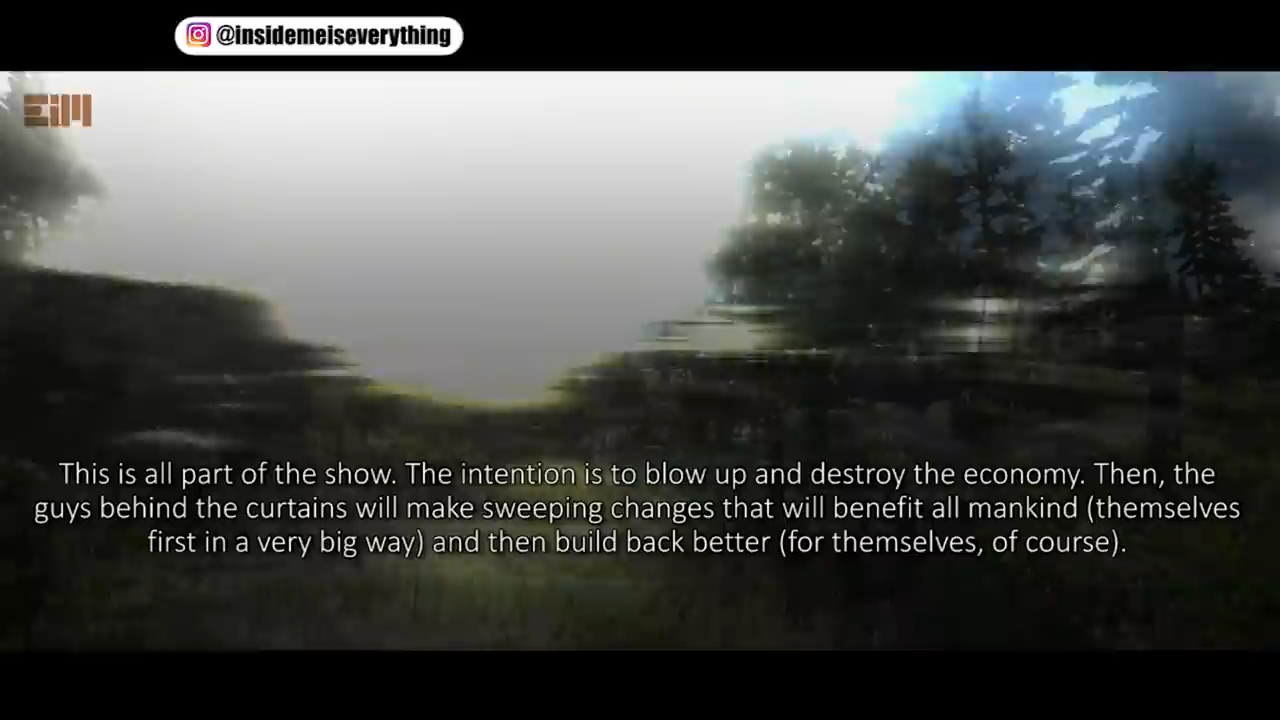 @insidemeiseverything
EiM
This is all part of the show. The intention is to blow up and destroy the economy. Then, the
guys behind the curtains will make sweeping changes that will benefit all mankind (themselves
first in a very big way) and then build back better (for themselves, of course).